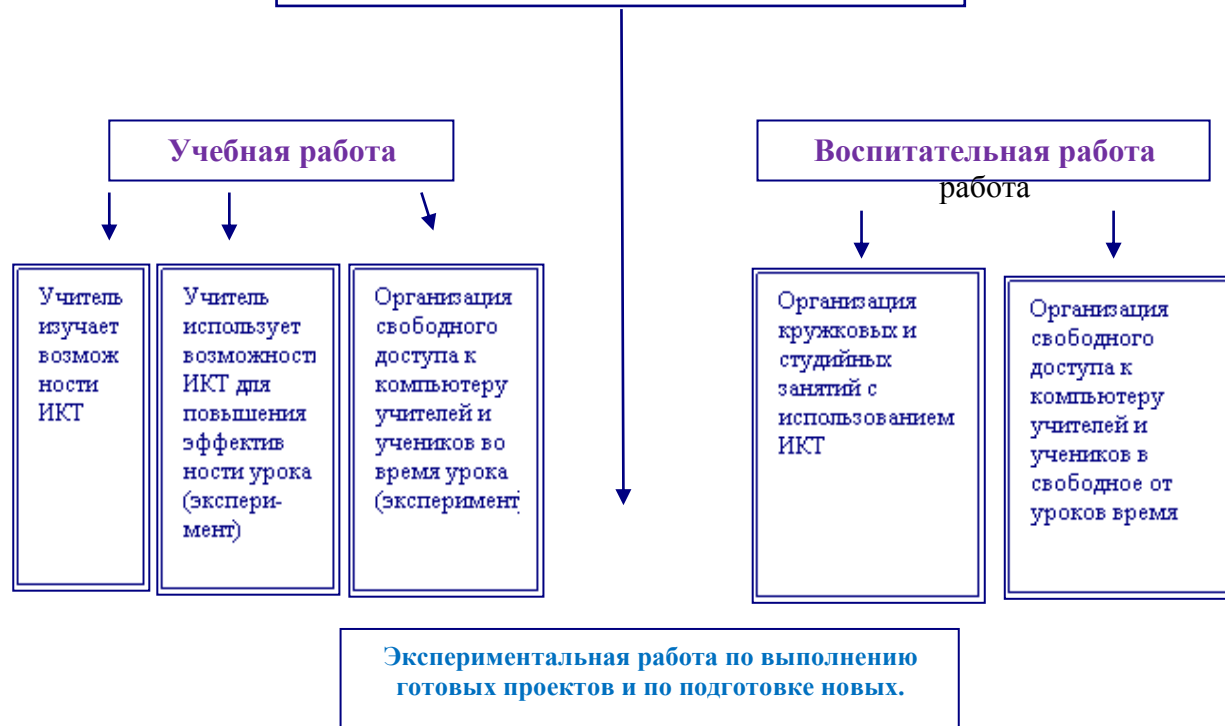 Учебная работа
Воспитательная работа
работа
Учитель
изучает
возмож
ности
ИКТ
Учитель
использует
возможности
ИКТ для
повышения
эффектив
ности урока
(экспери-
мент)
Организация
свободного
доступа к
компьютеру
учителей и
учеников во
время урока
(эксперимент)
Организация
кружковых и
студийных
занятий с
использованием
ИКТ
Организация
свободного
доступа к
компьютеру
учителей и
учеников в
свободное от
уроков время
Экспериментальная работа по выполнению
готовых проектов и по подготовке новых.